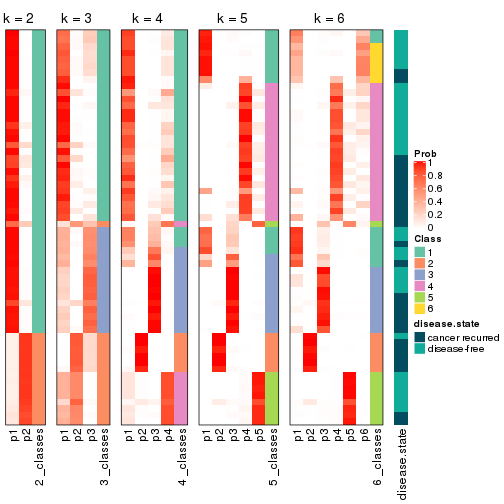 k = 2 k = 3 k = 4 k = 5 k = 6
Prob
1
0.8
0.6
0.4
0.2
0
Class
1
2
3
4
5
6
disease.state
cancer recurred
disease-free
p1 p2 2_classes p1 p2 p3 3_classes p1 p2 p3 p4 4_classes p1 p2 p3 p4 p5 5_classes p1 p2 p3 p4 p5 p6 6_classes disease.state